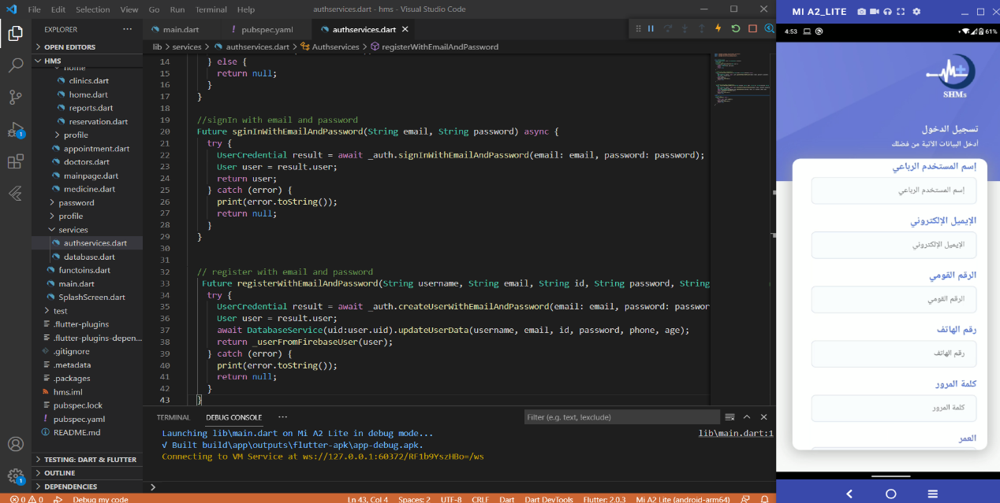 File Edit Selection View Go Run Terminal Help
authservices.dart - hms - Visual Studio Code
EXPLORER
OPEN EDITORS
HMS
home
clinics.dart
home.dart
reports.dart
reservation.dart
profile
appointment.dart
doctors.dart
mainpage.dart
medicine.dart
password
profile
services
authservices.dart
database.dart
functoins.dart
main.dart
SplashScreen.dart
test
.flutter-plugins
.flutter-plugins-depen...
.gitignore
.metadata
.packages
hms.iml
pubspec.lock
pubspec.yaml
README.md
TESTING: DART & FLUTTER
OUTLINE
DEPENDENCIES
1
1
main.dart
pubspec.yaml
authservices.dart
lib > services > authservices.dart > Authservices > registerWithEmailAndPassword
14 } else {
15 return null;
16 }
17 }
18
19 //signIn with email and password
20 Future sginInWithEmailAndPassword(String email, String password) async {
21 try {
22 UserCredential result = await _auth.signInWithEmailAndPassword(email: email, password: password);
23 User user = result.user;
24 return user;
25 } catch (error) {
26 print(error.toString());
27 return null;
28 }
29 }
30
31
32 // register with email and password
33 Future registerWithEmailAndPassword(String username, String email, String id, String password, String
34 try {
35 UserCredential result = await _auth.createUserWithEmailAndPassword(email: email, password: passwor
36 User user = result.user;
37 await DatabaseService(uid:user.uid).updateUserData(username, email, id, password, phone, age);
38 return _userFromFirebaseUser(user);
39 } catch (error) {
40 print(error.toString());
41 return null;
42 }
43 }
TERMINAL DEBUG CONSOLE ...
Filter (e.g. text, !exclude)
Launching lib\main.dart on Mi A2 Lite in debug mode...
lib\main.dart:1
√ Built build\app\outputs\flutter-apk\app-debug.apk.
Connecting to VM Service at ws://127.0.0.1:60372/RF1b9YszHBo=/ws
0 0 Debug my code
Ln 43, Col 4 Spaces: 2 UTF-8 CRLF Dart Dart DevTools Flutter: 2.0.3 Mi A2 Lite (android-arm64)
MI A2_LITE
4:53
61%
SHMs
تسجيل الدخول
أدخل البيانات الاتية من فضلك
إسم المستخدم الرباعي
إسم المستخدم الرباعي
الإيميل الإلكتروني
الإيميل الإلكتروني
الرقم القومي
الرقم القومي
رقم الهاتف
رقم الهاتف
كلمة المرور
كلمة المرور
العمر